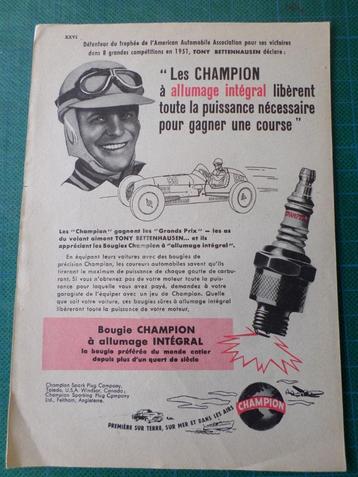 XXVI
Détenteur du trophée de l'American Automobile Association pour ses victoires
dans 8 grandes compétitions en 1951, TONY BETTENHAUSEN déclare :
"Les CHAMPION
à allumage intégral libèrent
toute la puissance nécessaire
pour gagner une course"
Les "Champion" gagnent les "Grands Prix" — les as
du volant aiment TONY BETTENHAUSEN... et ils
apprécient les Bougies Champion à "allumage intégral".
En équipant leurs voitures avec des bougies de
précision Champion, les coureurs automobiles savent qu'ils
tireront le maximum de puissance de chaque goutte de carbu-
rant. Si vous n'obtenez pas de votre moteur toute la puis-
sance pour laquelle vous avez payé, demandez à votre
garagiste de l'équiper avec un jeu de Champion. Quelle
que soit votre voiture, ces bougies sûres à allumage intégral
libéreront toute la puissance de votre moteur.
CHAMPION
Bougie CHAMPION
à allumage INTÉGRAL
la bougie préférée du monde entier
depuis plus d'un quart de siècle
Champion Spark Plug Company,
Toledo, U.S.A. Windsor, Canada;
Champion Sparking Plug Company
Ltd., Feltham, Angleterre.
CHAMPION
PREMIÈRE SUR TERRE, SUR MER ET DANS LES AIRS